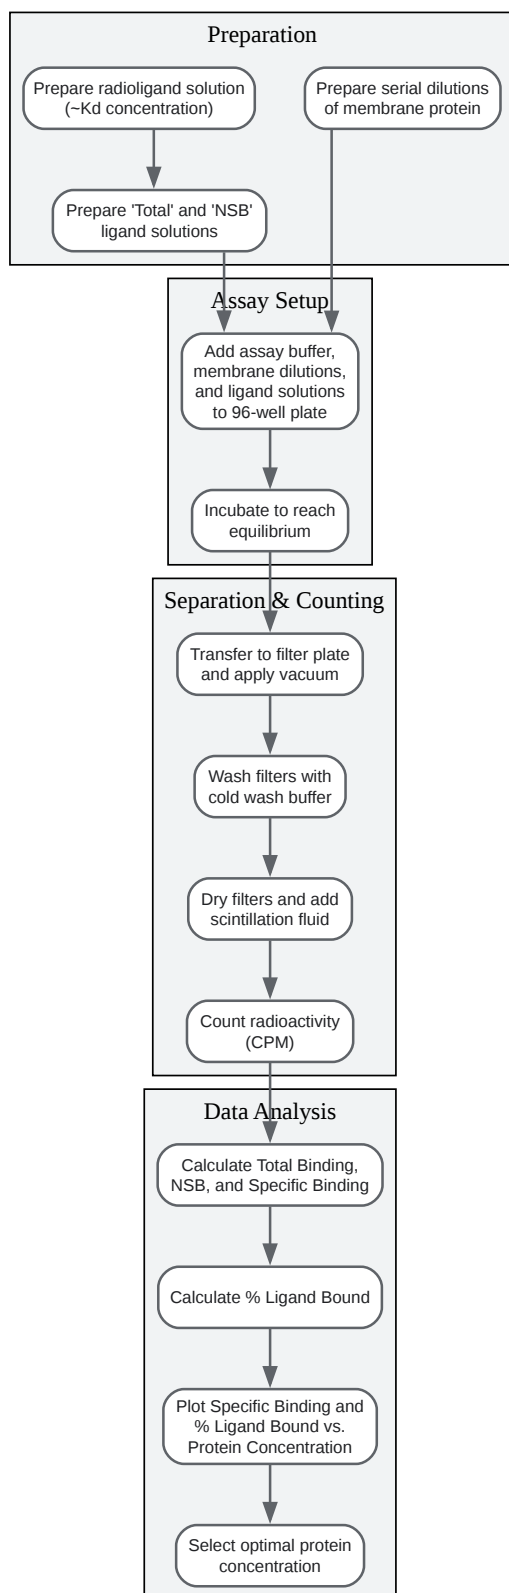 Preparation
Prepare radioligand solution
(~Kd concentration)
Prepare serial dilutions
of membrane protein
Prepare 'Total' and 'NSB'
ligand solutions
Assay Setup
Add assay buffer,
membrane dilutions,
and ligand solutions
to 96-well plate
Incubate to reach
equilibrium
Separation & Counting
Transfer to filter plate
and apply vacuum
Wash filters with
cold wash buffer
Dry filters and add
scintillation fluid
Count radioactivity
(CPM)
Data Analysis
Calculate Total Binding,
NSB, and Specific Binding
Calculate % Ligand Bound
Plot Specific Binding and
% Ligand Bound vs.
Protein Concentration
Select optimal protein
concentration